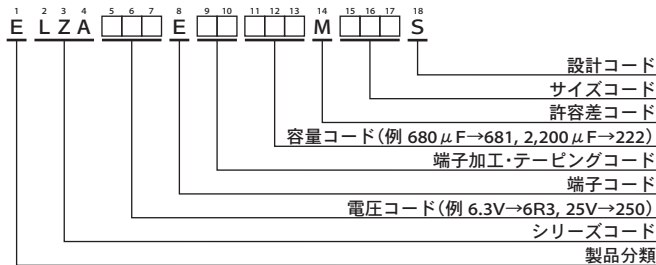 1 2 3 4 5 6 7 8 9 10 11 12 13 14 15 16 17 18
E L Z A □□□ E □□ □□□ M □□□ S
設計コード
サイズコード
許容差コード
容量コード(例 680μF→681, 2,200μF→222)
端子加工・テーピングコード
端子コード
電圧コード(例 6.3V→6R3, 25V→250)
シリーズコード
製品分類